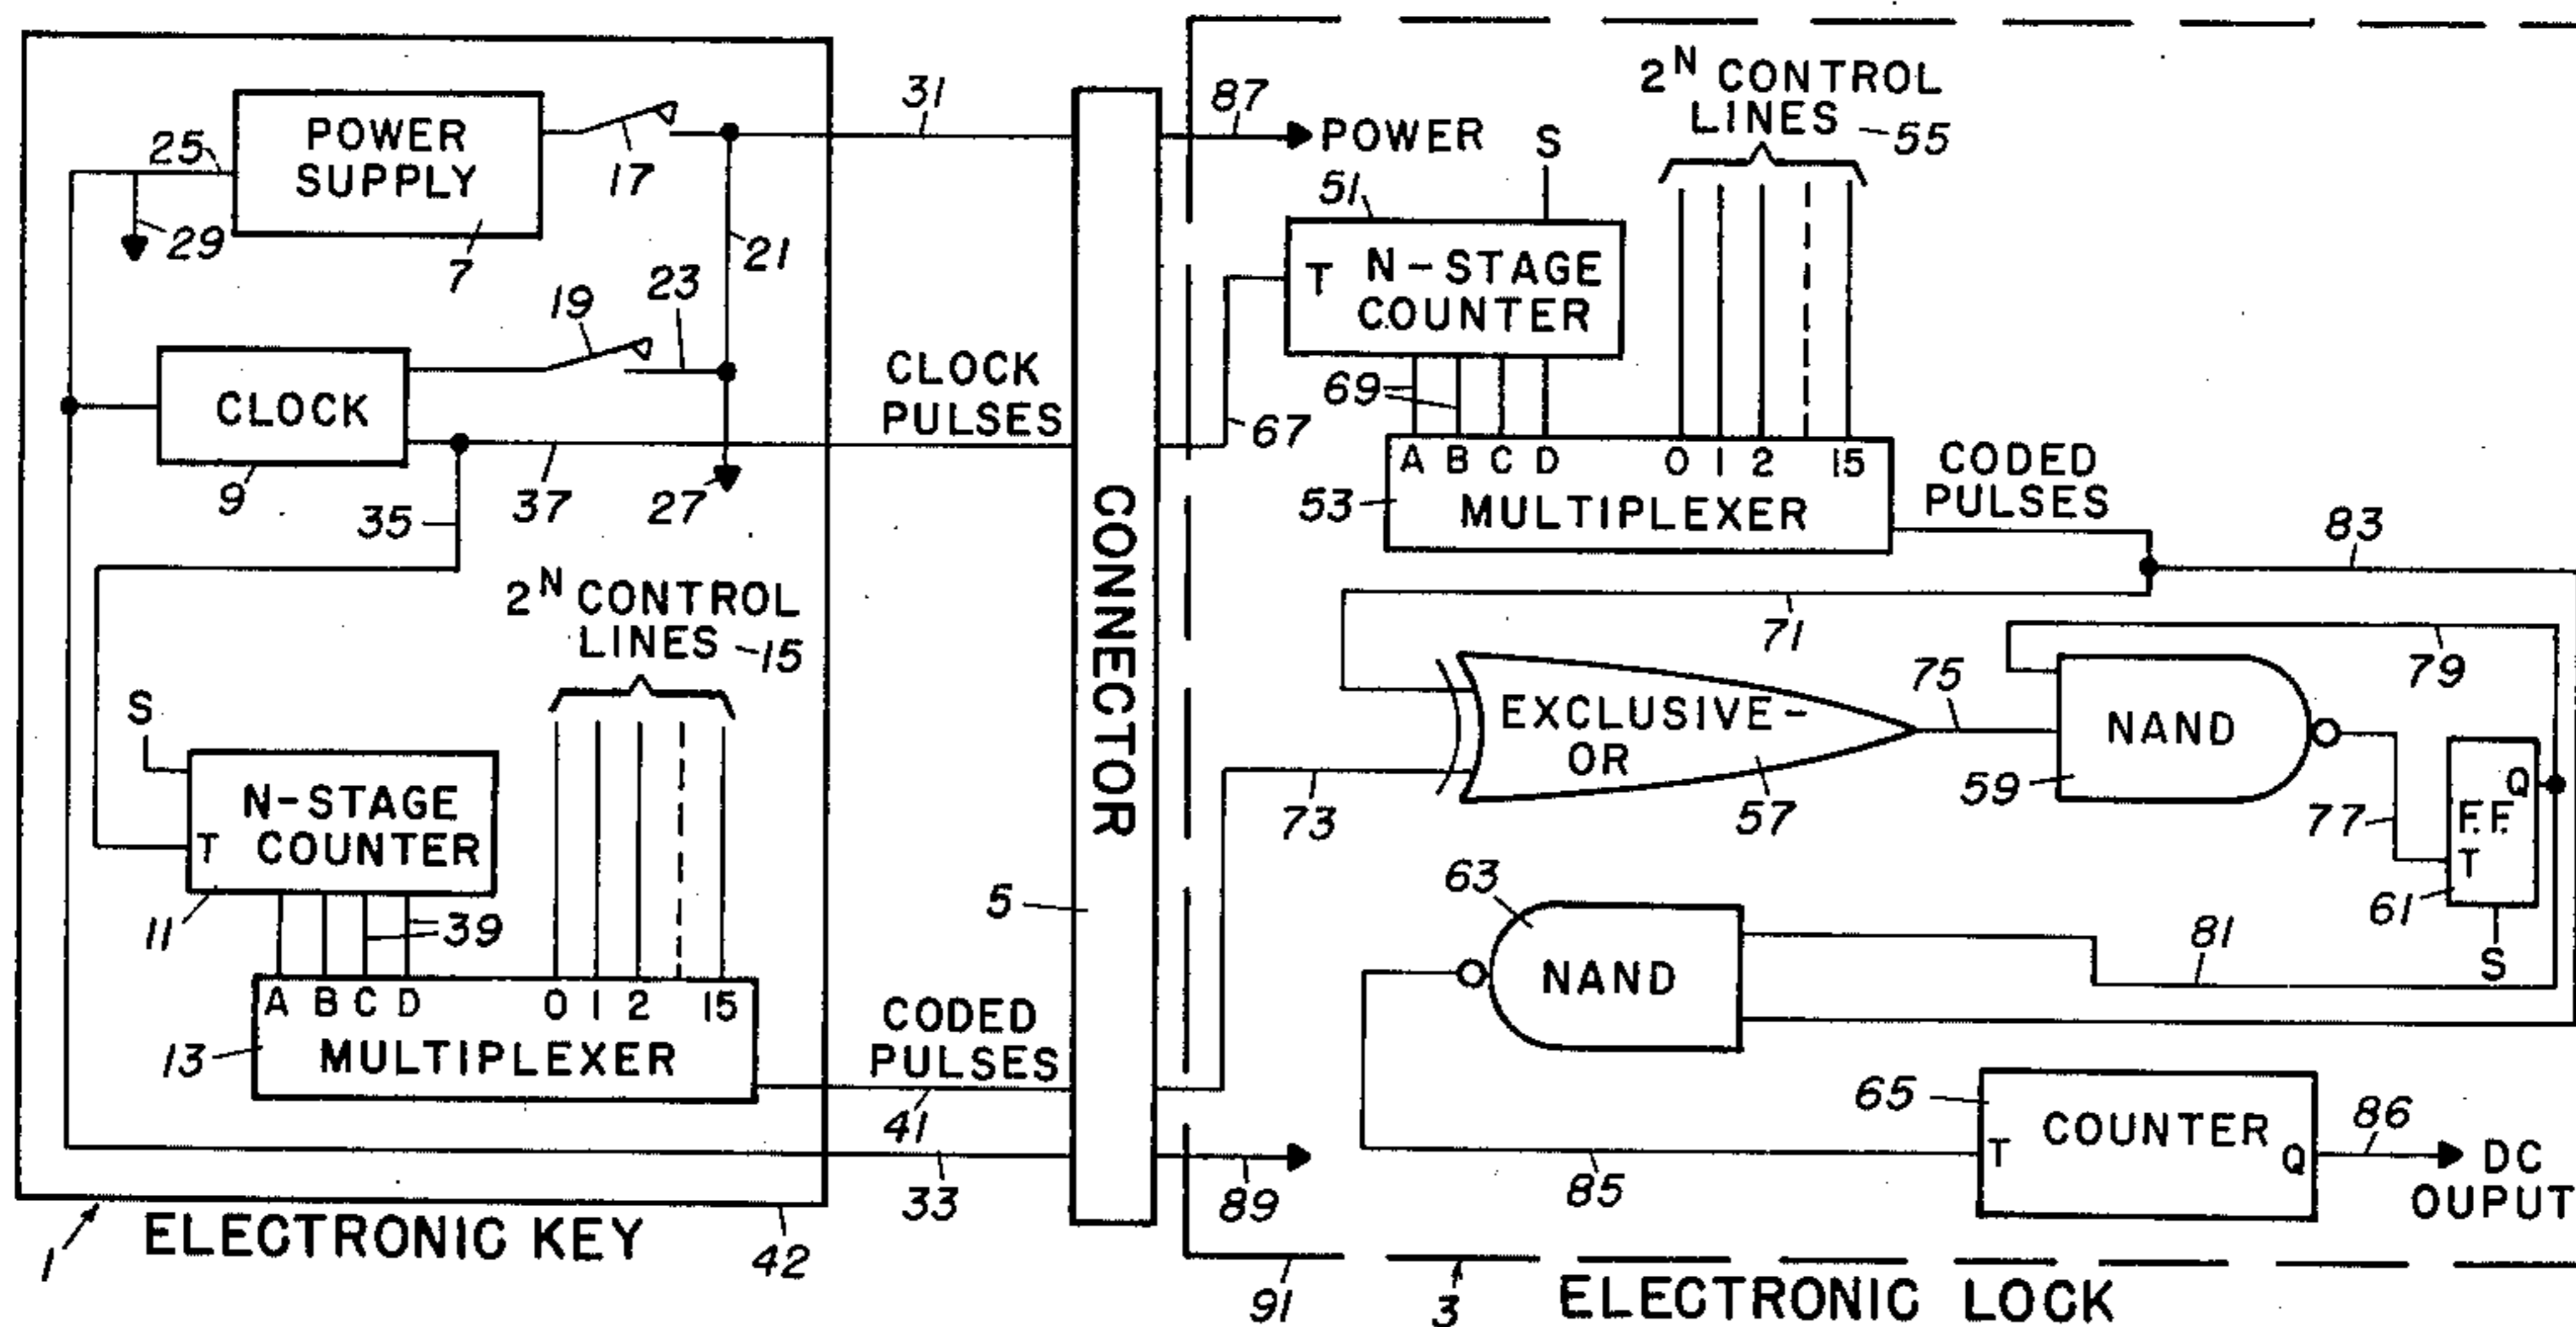 POWER
SUPPLY
7
17
25
29
31
21
19
23
CLOCK
9
35
37
27
CLOCK
PULSES
2^N CONTROL
LINES
15
S
N-STAGE
T COUNTER
11
39
A B C D 0 1 2 15
MULTIPLEXER
13
CODED
PULSES
41
33
1
ELECTRONIC KEY
42
CONNECTOR
5
87
POWER
S
2^N CONTROL
LINES
55
51
T N-STAGE
COUNTER
67
69
A B C D 0 1 2 15
MULTIPLEXER
53
CODED
PULSES
83
71
EXCLUSIVE-
OR
57
73
75
NAND
59
79
77
Q
F.F.
T
61
S
81
63
NAND
65
COUNTER
T Q
85
86
DC
OUPUT
89
91
3
ELECTRONIC LOCK